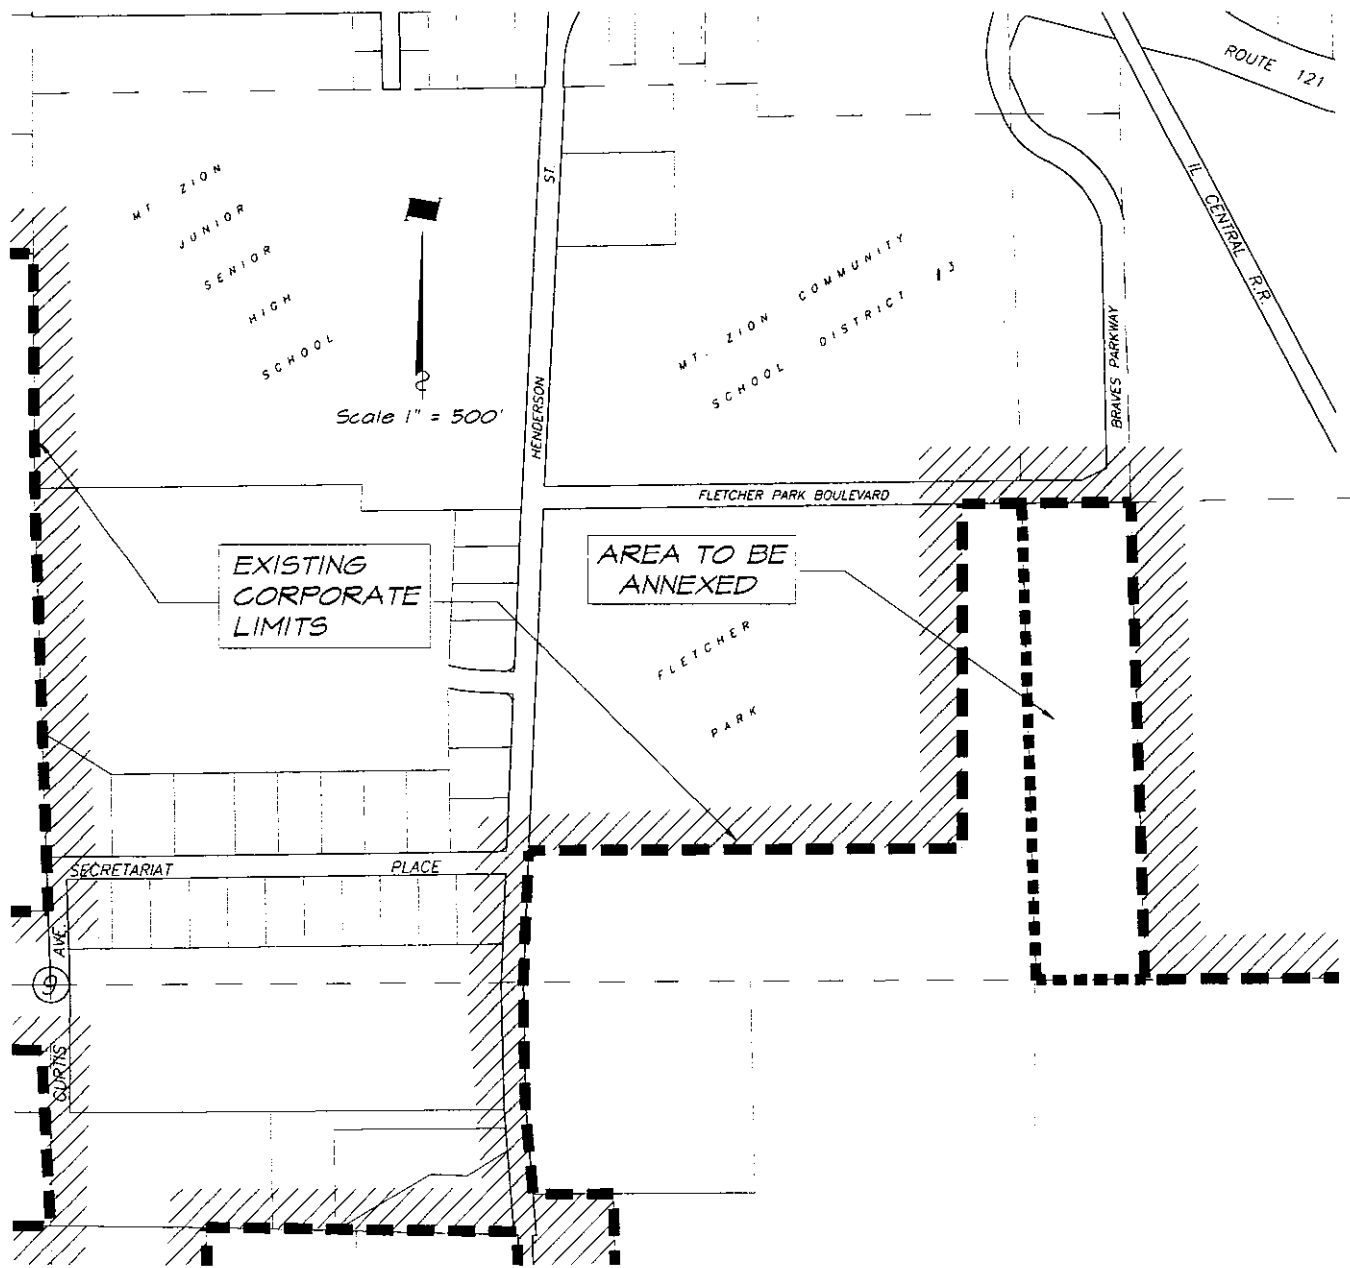 ROUTE 121
MT ZION
JUNIOR
SENIOR
HIGH
SCHOOL
ST.
IL CENTRAL R.R.
MT. ZION COMMUNITY
SCHOOL DISTRICT #3
BRAVES PARKWAY
HENDERSON
Scale 1" = 500'
FLETCHER PARK BOULEVARD
EXISTING
CORPORATE
LIMITS
AREA TO BE
ANNEXED
FLETCHER
PARK
SECRETARIAT PLACE
AVE.
9
CURTIS